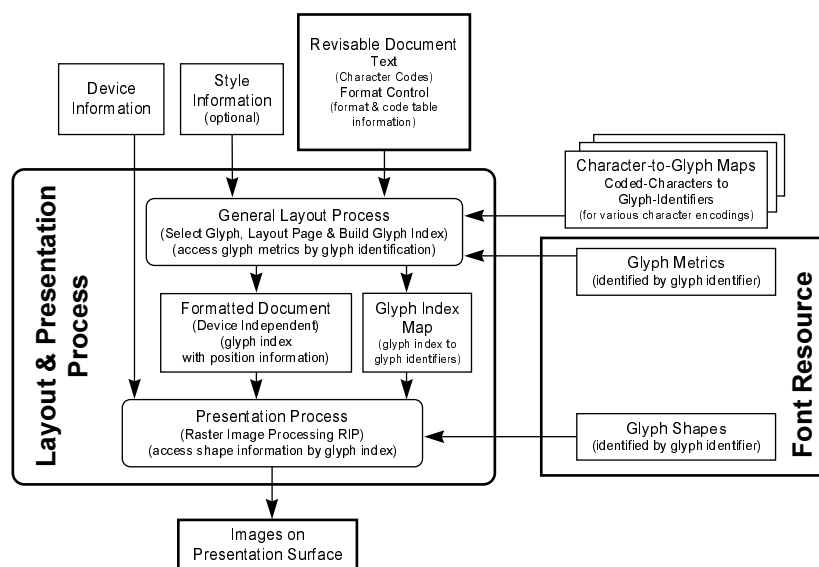 Revisable Document
Text
(Character Codes)
Format Control
(format & code table
information)
Device
Information
Style
Information
(optional)
Character-to-Glyph Maps
Coded-Characters to
Glyph-Identifiers
(for various character encodings)
Layout & Presentation
Process
General Layout Process
(Select Glyph, Layout Page & Build Glyph Index)
(access glyph metrics by glyph identification)
Font Resource
Glyph Metrics
(identified by glyph identifier)
Formatted Document
(Device Independent)
(glyph index
with position information)
Glyph Index
Map
(glyph index to
glyph identifiers)
Presentation Process
(Raster Image Processing RIP)
(access shape information by glyph index)
Glyph Shapes
(identified by glyph identifier)
Images on
Presentation Surface